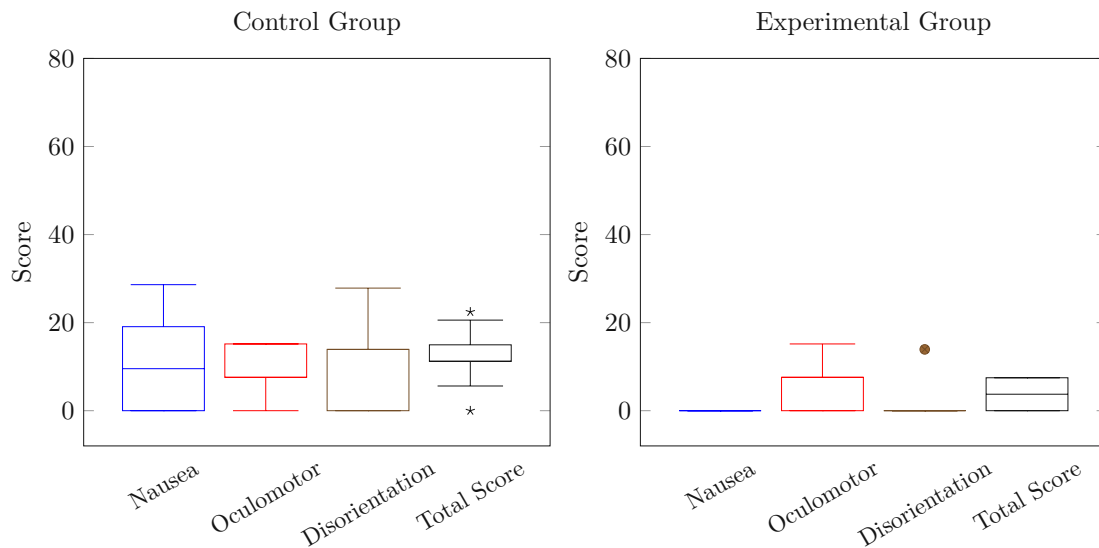 Control Group
80
60
40
20
0
Score
Nausea
Oculomotor
Disorientation
Total Score
Experimental Group
80
60
40
20
0
Score
Nausea
Oculomotor
Disorientation
Total Score